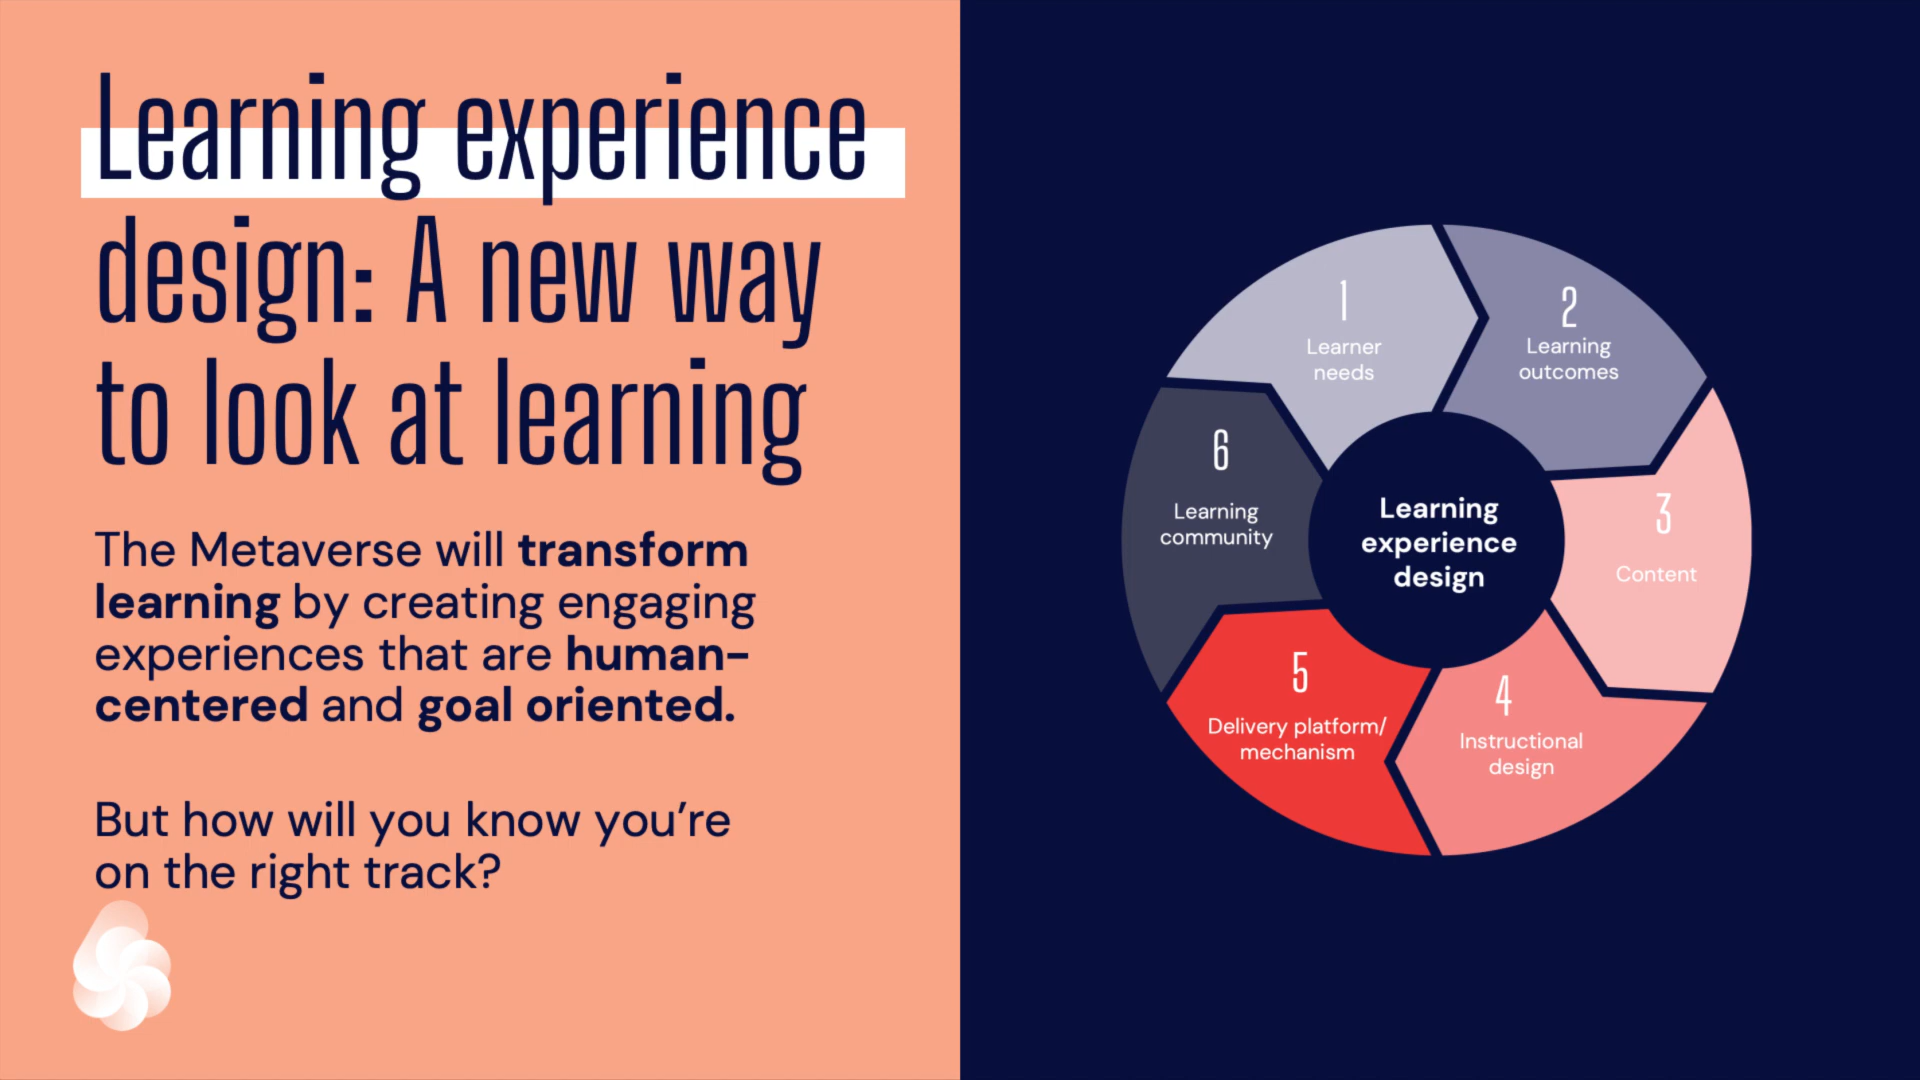 Learning experience
design: A new way
to look at learning
The Metaverse will transform
learning by creating engaging
experiences that are human-
centered and goal oriented.
But how will you know you're
on the right track?
1
Learner
needs
2
Learning
outcomes
3
Content
4
Instructional
design
5
Delivery platform/
mechanism
6
Learning
community
Learning
experience
design